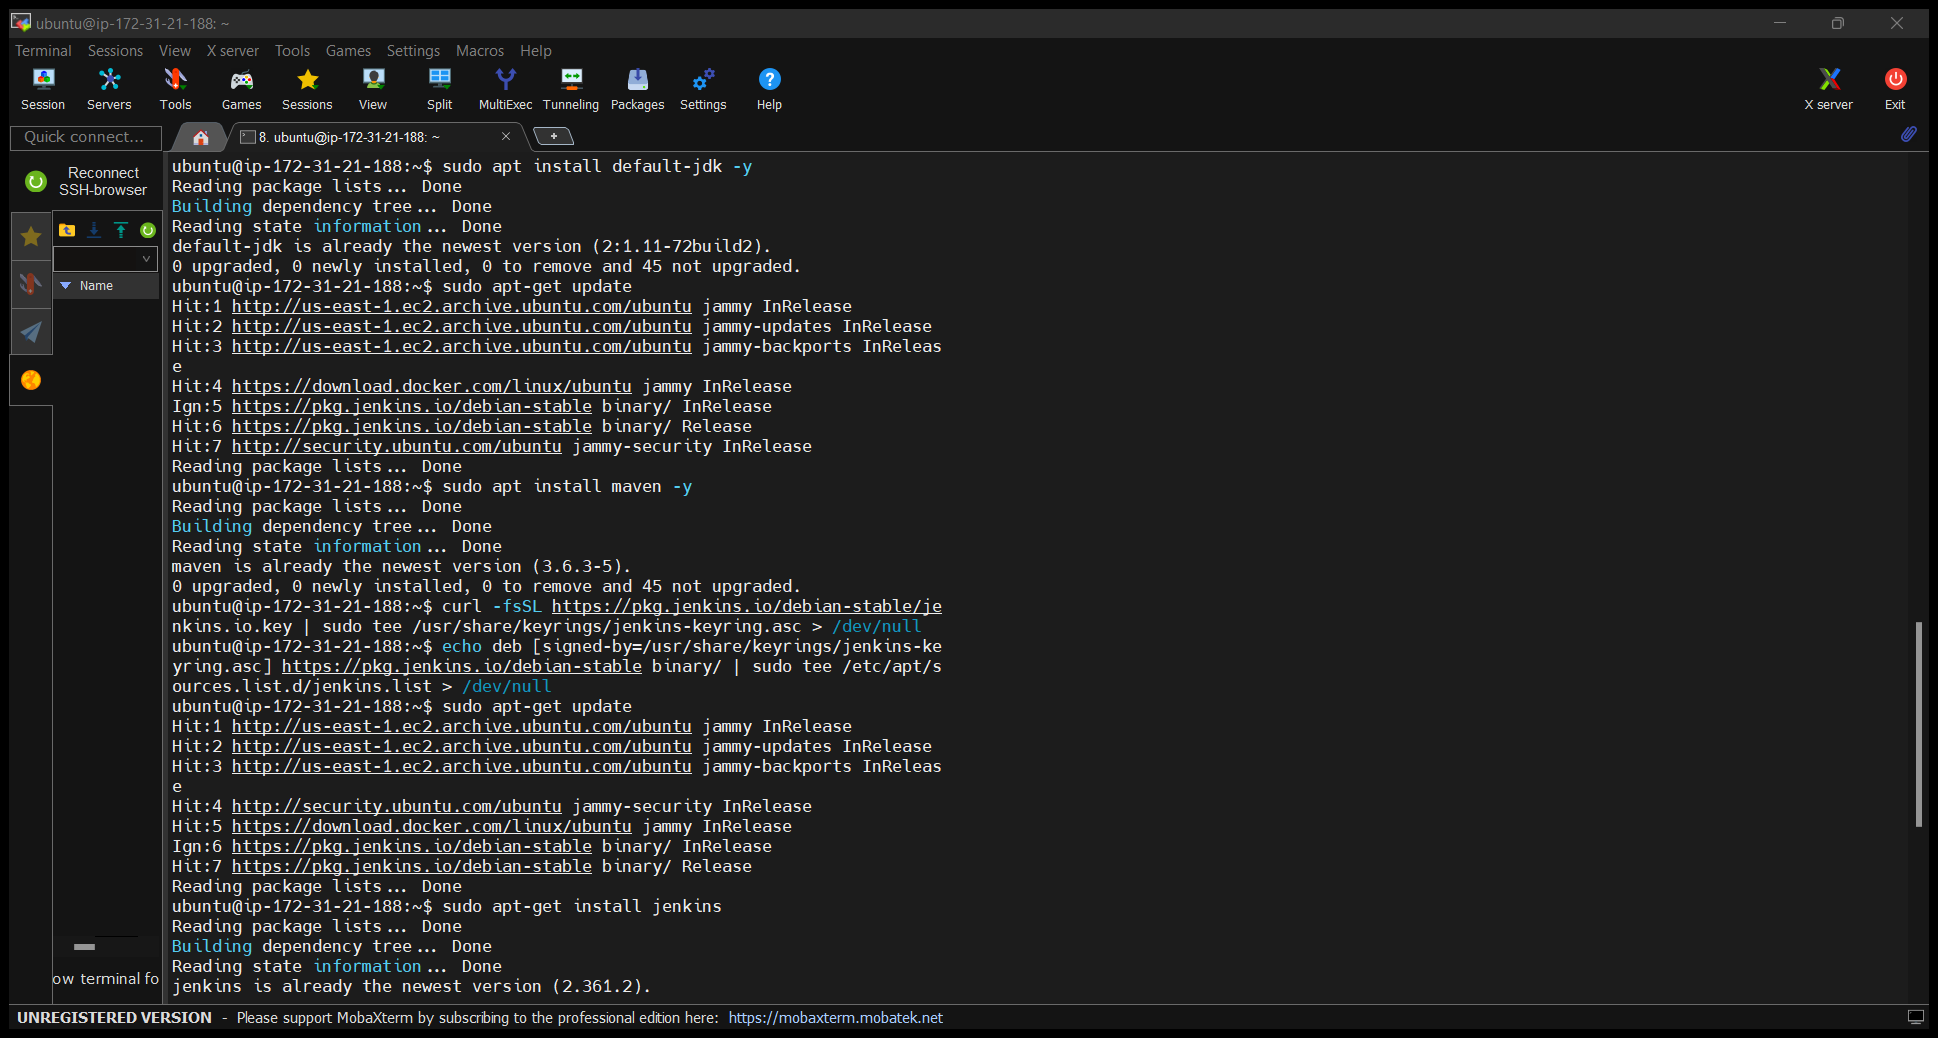 ubuntu@ip-172-31-21-188: ~
Terminal Sessions View X server Tools Games Settings Macros Help
Session Servers Tools Games Sessions View Split MultiExec Tunneling Packages Settings Help X server Exit
Quick connect...
8. ubuntu@ip-172-31-21-188: ~
Reconnect
SSH-browser
Name
ubuntu@ip-172-31-21-188:~$ sudo apt install default-jdk -y
Reading package lists... Done
Building dependency tree... Done
Reading state information... Done
default-jdk is already the newest version (2:1.11-72build2).
0 upgraded, 0 newly installed, 0 to remove and 45 not upgraded.
ubuntu@ip-172-31-21-188:~$ sudo apt-get update
Hit:1 http://us-east-1.ec2.archive.ubuntu.com/ubuntu jammy InRelease
Hit:2 http://us-east-1.ec2.archive.ubuntu.com/ubuntu jammy-updates InRelease
Hit:3 http://us-east-1.ec2.archive.ubuntu.com/ubuntu jammy-backports InReleas
e
Hit:4 https://download.docker.com/linux/ubuntu jammy InRelease
Ign:5 https://pkg.jenkins.io/debian-stable binary/ InRelease
Hit:6 https://pkg.jenkins.io/debian-stable binary/ Release
Hit:7 http://security.ubuntu.com/ubuntu jammy-security InRelease
Reading package lists... Done
ubuntu@ip-172-31-21-188:~$ sudo apt install maven -y
Reading package lists... Done
Building dependency tree... Done
Reading state information... Done
maven is already the newest version (3.6.3-5).
0 upgraded, 0 newly installed, 0 to remove and 45 not upgraded.
ubuntu@ip-172-31-21-188:~$ curl -fsSL https://pkg.jenkins.io/debian-stable/je
nkins.io.key | sudo tee /usr/share/keyrings/jenkins-keyring.asc > /dev/null
ubuntu@ip-172-31-21-188:~$ echo deb [signed-by=/usr/share/keyrings/jenkins-ke
yring.asc] https://pkg.jenkins.io/debian-stable binary/ | sudo tee /etc/apt/s
ources.list.d/jenkins.list > /dev/null
ubuntu@ip-172-31-21-188:~$ sudo apt-get update
Hit:1 http://us-east-1.ec2.archive.ubuntu.com/ubuntu jammy InRelease
Hit:2 http://us-east-1.ec2.archive.ubuntu.com/ubuntu jammy-updates InRelease
Hit:3 http://us-east-1.ec2.archive.ubuntu.com/ubuntu jammy-backports InReleas
e
Hit:4 http://security.ubuntu.com/ubuntu jammy-security InRelease
Hit:5 https://download.docker.com/linux/ubuntu jammy InRelease
Ign:6 https://pkg.jenkins.io/debian-stable binary/ InRelease
Hit:7 https://pkg.jenkins.io/debian-stable binary/ Release
Reading package lists... Done
ubuntu@ip-172-31-21-188:~$ sudo apt-get install jenkins
Reading package lists... Done
Building dependency tree... Done
Reading state information... Done
jenkins is already the newest version (2.361.2).
ow terminal fo
UNREGISTERED VERSION - Please support MobaXterm by subscribing to the professional edition here: https://mobaxterm.mobatek.net